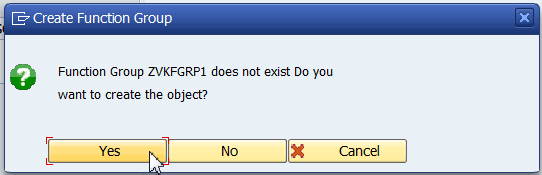 Create Function Group
Function Group ZVKFGRP1 does not exist Do you
want to create the object?
Yes No Cancel